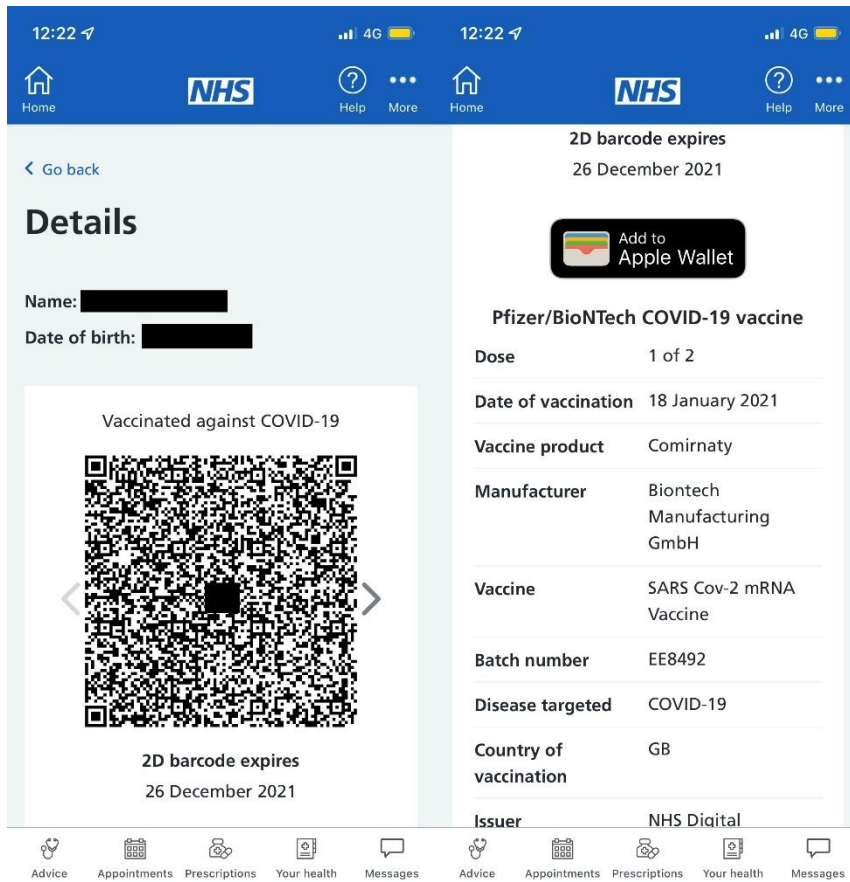 12:22
4G
Home
NHS
Help
More
Go back
Details
Name:
Date of birth:
Vaccinated against COVID-19
2D barcode expires
26 December 2021
Advice
Appointments
Prescriptions
Your health
Messages
12:22
4G
Home
NHS
Help
More
2D barcode expires
26 December 2021
Add to
Apple Wallet
Pfizer/BioNTech COVID-19 vaccine
Dose 1 of 2
Date of vaccination 18 January 2021
Vaccine product Comirnaty
Manufacturer Biontech
Manufacturing
GmbH
Vaccine SARS Cov-2 mRNA
Vaccine
Batch number EE8492
Disease targeted COVID-19
Country of GB
vaccination
Issuer NHS Digital
Advice
Appointments
Prescriptions
Your health
Messages